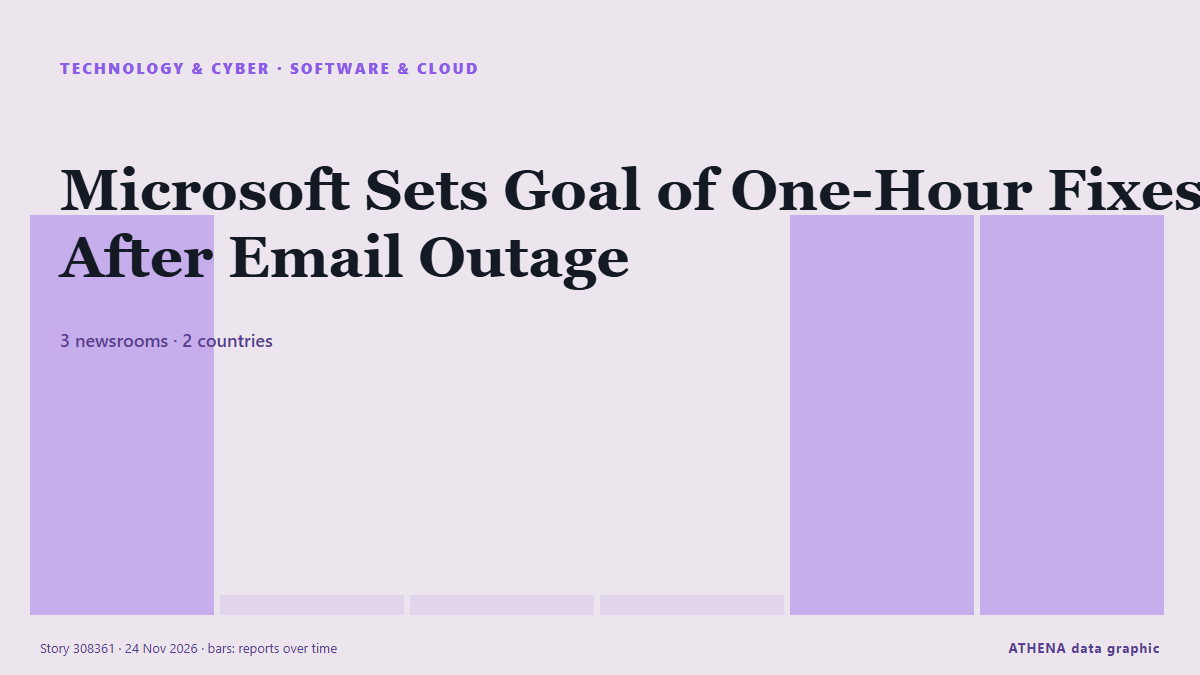 TECHNOLOGY & CYBER · SOFTWARE & CLOUD
Microsoft Sets Goal of One-Hour Fixes
After Email Outage
3 newsrooms · 2 countries
Story 308361 · 24 Nov 2026 · bars: reports over time
ATHENA data graphic